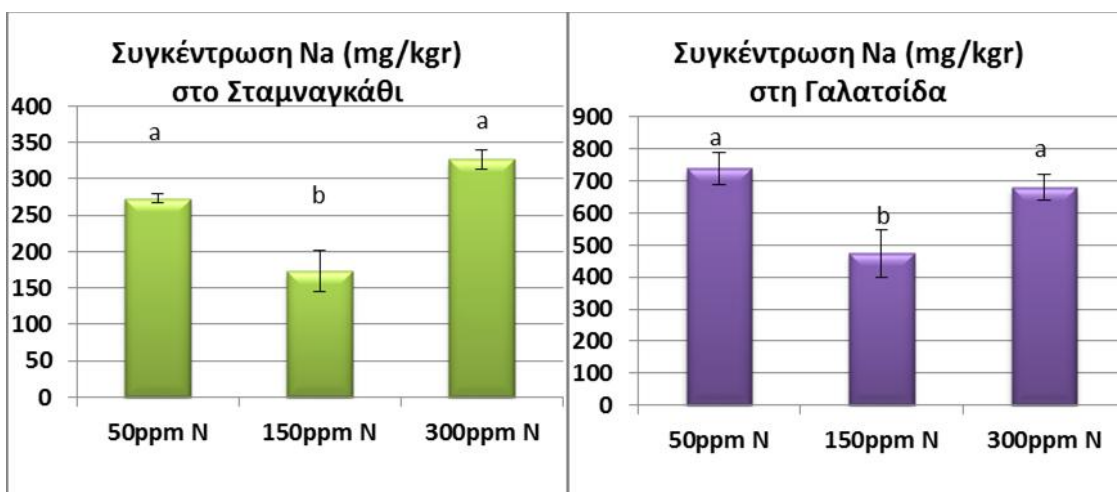 Συγκέντρωση Na (mg/kgr)
στο Σταμναγκάθι
400
350
300
250
200
150
100
50
0
a
b
a
50ppm N
150ppm N
300ppm N
Συγκέντρωση Na (mg/kgr)
στη Γαλατσίδα
900
800
700
600
500
400
300
200
100
0
a
b
a
50ppm N
150ppm N
300ppm N